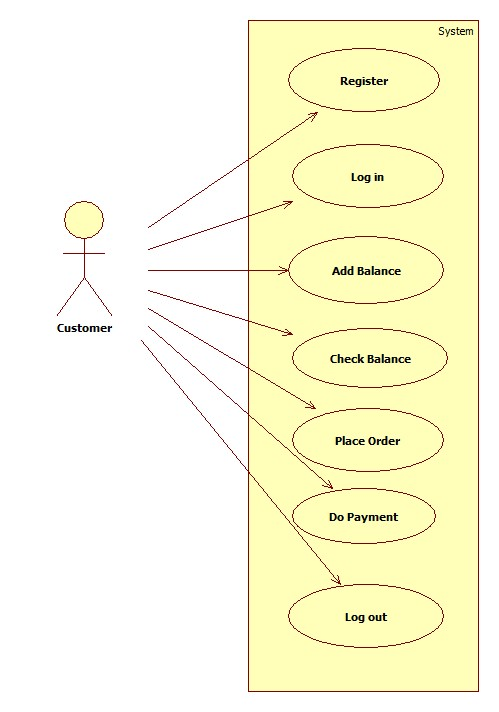 System
Register
Log in
Add Balance
Check Balance
Place Order
Do Payment
Log out
Customer